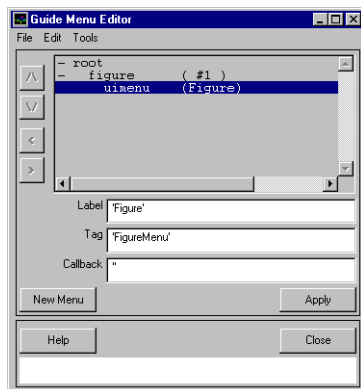 Guide Menu Editor
File Edit Tools
/\
\/
<
>
- root
- figure ( #1 )
uimenu (Figure)
Label 'Figure'
Tag 'FigureMenu'
Callback ''
New Menu Apply
Help Close